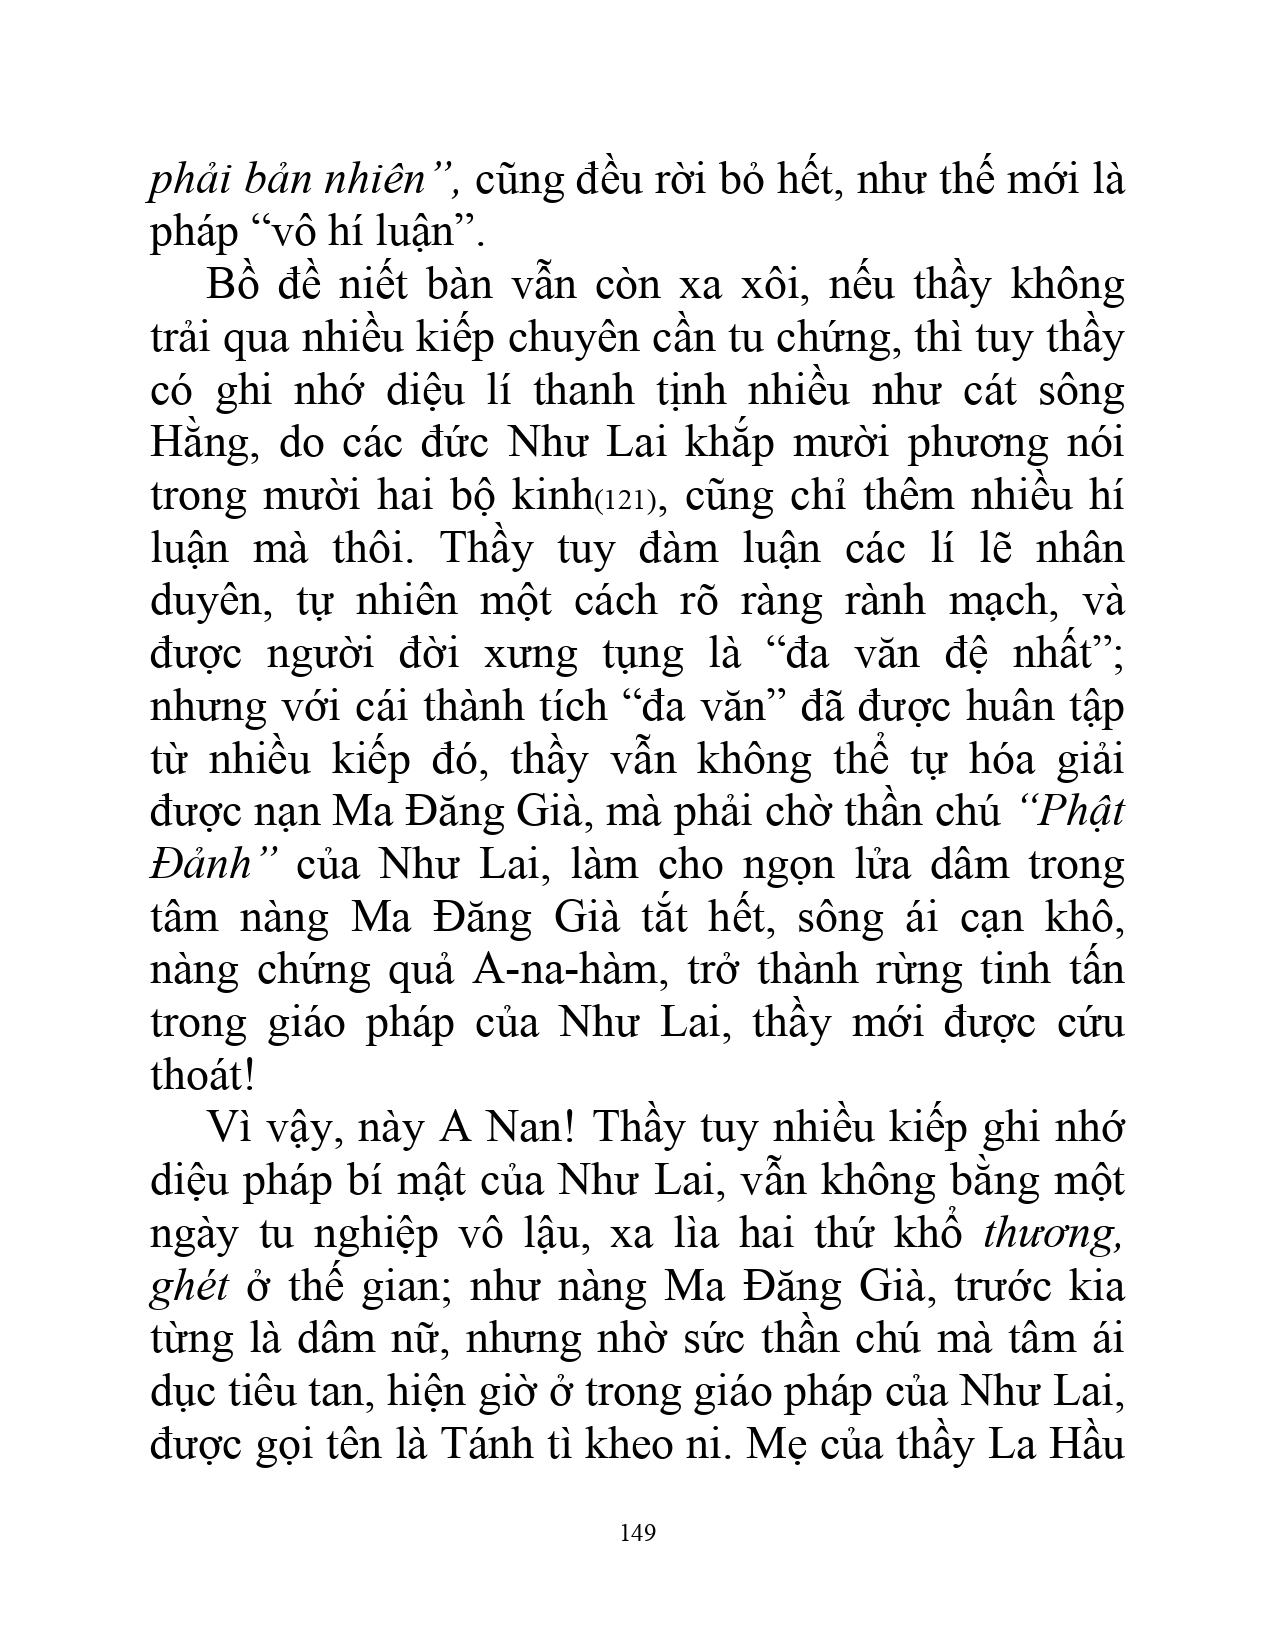 phải bản nhiên”, cũng đều rời bỏ hết, như thế mới là
pháp “vô hí luận”.
Bồ đề niết bàn vẫn còn xa xôi, nếu thầy không
trải qua nhiều kiếp chuyên cần tu chứng, thì tuy thầy
có ghi nhớ diệu lí thanh tịnh nhiều như cát sông
Hằng, do các đức Như Lai khắp mười phương nói
trong mười hai bộ kinh(121), cũng chỉ thêm nhiều hí
luận mà thôi. Thầy tuy đàm luận các lí lẽ nhân
duyên, tự nhiên một cách rõ ràng rành mạch, và
được người đời xưng tụng là “đa văn đệ nhất”;
nhưng với cái thành tích “đa văn” đã được huân tập
từ nhiều kiếp đó, thầy vẫn không thể tự hóa giải
được nạn Ma Đăng Già, mà phải chờ thần chú “Phật
Đảnh” của Như Lai, làm cho ngọn lửa dâm trong
tâm nàng Ma Đăng Già tắt hết, sông ái cạn khô,
nàng chứng quả A-na-hàm, trở thành rừng tinh tấn
trong giáo pháp của Như Lai, thầy mới được cứu
thoát!
Vì vậy, này A Nan! Thầy tuy nhiều kiếp ghi nhớ
diệu pháp bí mật của Như Lai, vẫn không bằng một
ngày tu nghiệp vô lậu, xa lìa hai thứ khổ thương,
ghét ở thế gian; như nàng Ma Đăng Già, trước kia
từng là dâm nữ, nhưng nhờ sức thần chú mà tâm ái
dục tiêu tan, hiện giờ ở trong giáo pháp của Như Lai,
được gọi tên là Tánh tì kheo ni. Mẹ của thầy La Hầu
149